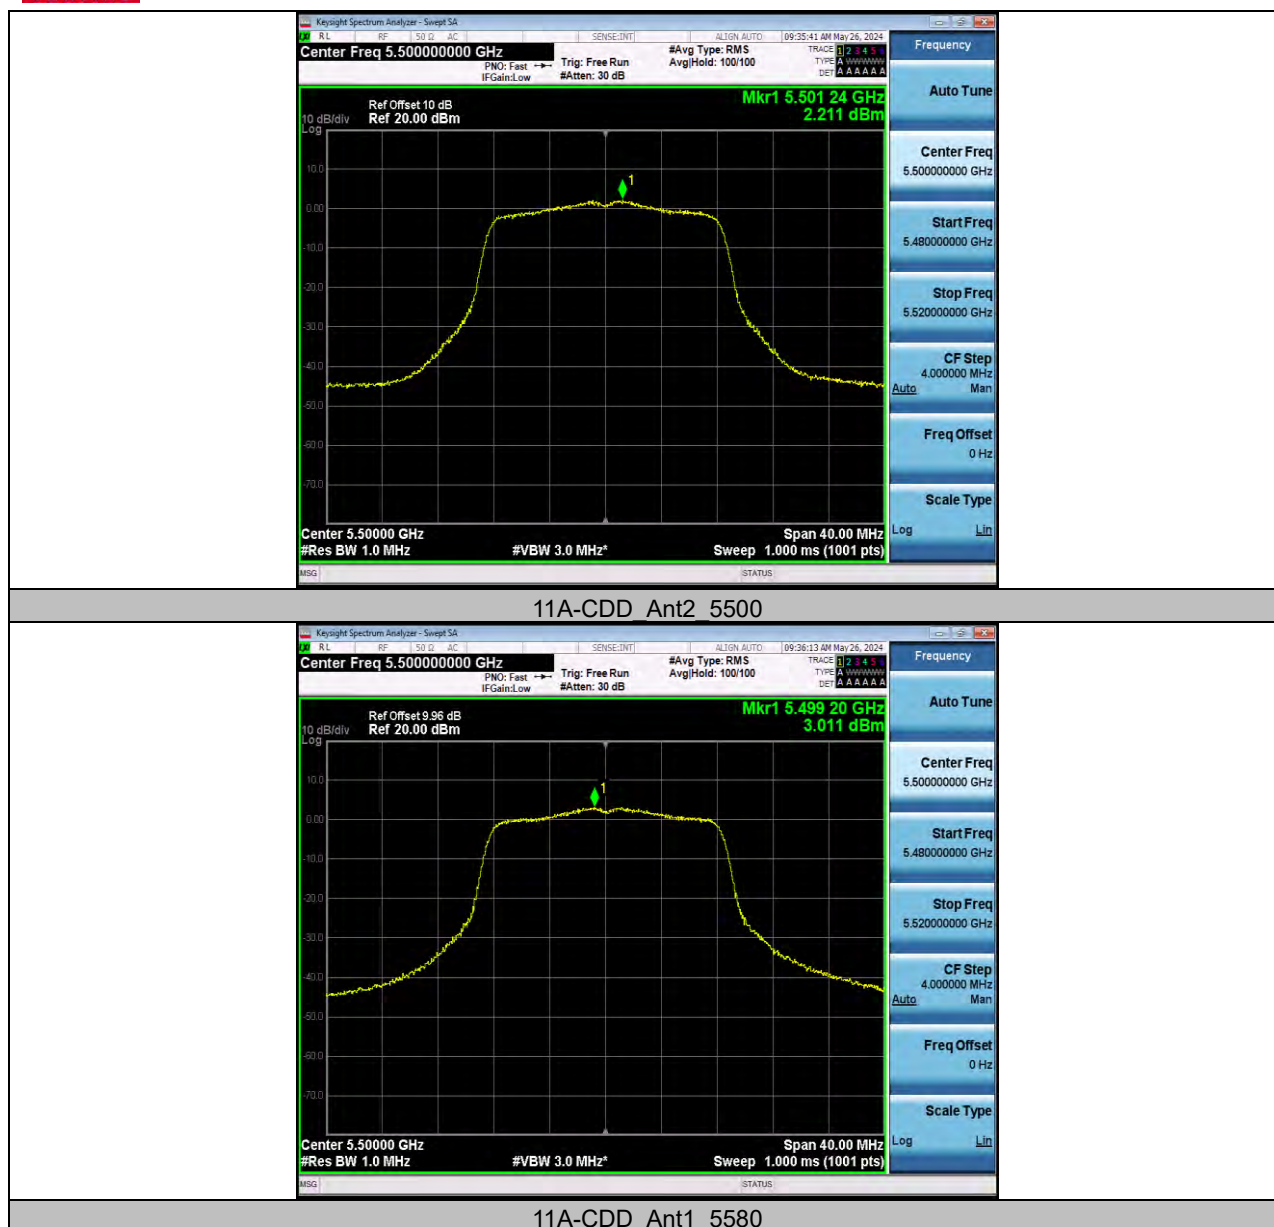 Keysight Spectrum Analyzer - Swept SA
RL RF 50 Ω AC SENSE:INT ALIGN AUTO 09:35:41 AM May 26, 2024
Center Freq 5.500000000 GHz
PNO: Fast
IFGain:Low
Trig: Free Run
#Atten: 30 dB
#Avg Type: RMS
Avg|Hold: 100/100
TRACE 1 2 3 4 5
TYPE A
DET A A A A A A
Frequency
Mkr1 5.501 24 GHz
2.211 dBm
Ref Offset 10 dB
10 dB/div Ref 20.00 dBm
Log
10.0
0.00
-10.0
-20.0
-30.0
-40.0
-50.0
-60.0
-70.0
1
Center 5.50000 GHz Span 40.00 MHz
#Res BW 1.0 MHz #VBW 3.0 MHz* Sweep 1.000 ms (1001 pts)
MSG STATUS
Auto Tune
Center Freq
5.500000000 GHz
Start Freq
5.480000000 GHz
Stop Freq
5.520000000 GHz
CF Step
4.000000 MHz
Auto Man
Freq Offset
0 Hz
Scale Type
Log Lin
11A-CDD_Ant2_5500
Keysight Spectrum Analyzer - Swept SA
RL RF 50 Ω AC SENSE:INT ALIGN AUTO 09:36:13 AM May 26, 2024
Center Freq 5.500000000 GHz
PNO: Fast
IFGain:Low
Trig: Free Run
#Atten: 30 dB
#Avg Type: RMS
Avg|Hold: 100/100
TRACE 1 2 3 4 5
TYPE A
DET A A A A A A
Frequency
Mkr1 5.499 20 GHz
3.011 dBm
Ref Offset 9.96 dB
10 dB/div Ref 20.00 dBm
Log
10.0
0.00
-10.0
-20.0
-30.0
-40.0
-50.0
-60.0
-70.0
1
Center 5.50000 GHz Span 40.00 MHz
#Res BW 1.0 MHz #VBW 3.0 MHz* Sweep 1.000 ms (1001 pts)
MSG STATUS
Auto Tune
Center Freq
5.500000000 GHz
Start Freq
5.480000000 GHz
Stop Freq
5.520000000 GHz
CF Step
4.000000 MHz
Auto Man
Freq Offset
0 Hz
Scale Type
Log Lin
11A-CDD_Ant1_5580